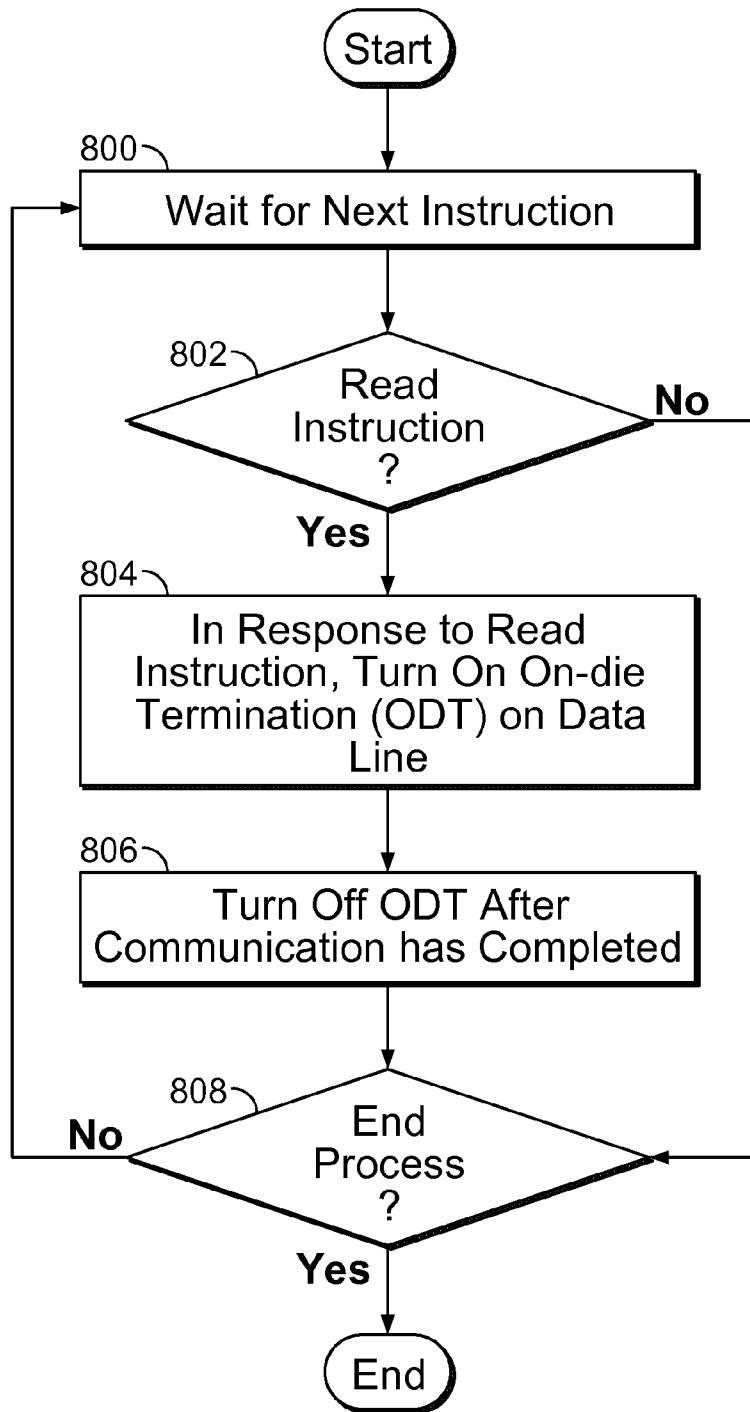 Start
800
Wait for Next Instruction
802
Read
Instruction
?
No
Yes
804
In Response to Read
Instruction, Turn On On-die
Termination (ODT) on Data
Line
806
Turn Off ODT After
Communication has Completed
808
No
End
Process
?
Yes
End